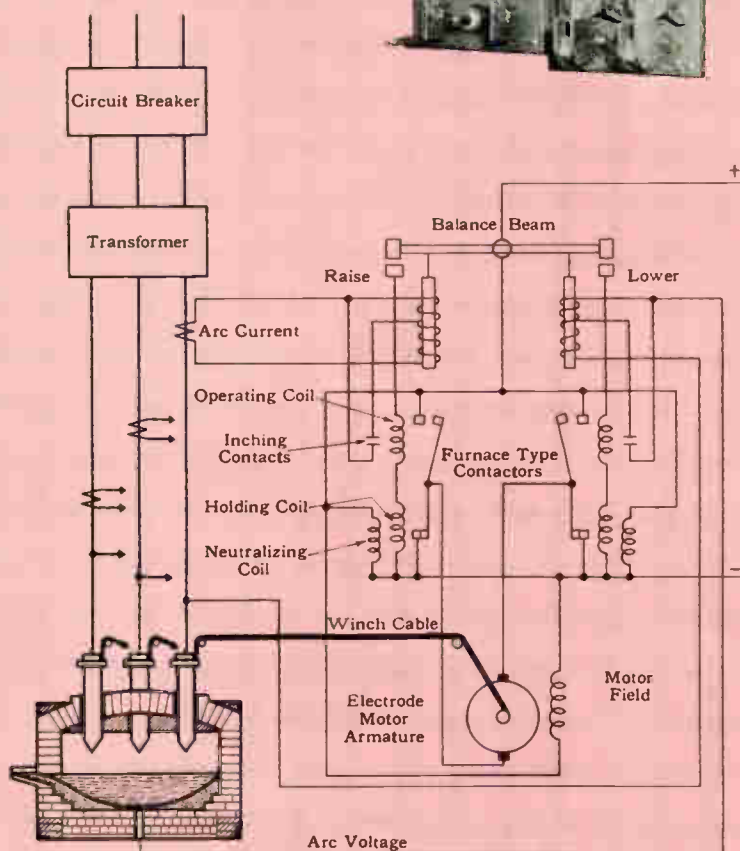 Circuit Breaker
+
Balance Beam
Transformer
Raise
Lower
Arc Current
Operating Coil
Inching
Contacts
Furnace Type
Contactors
Holding Coil
Neutralizing
Coil
−
Winch Cable
Motor
Field
Electrode
Motor
Armature
Arc Voltage